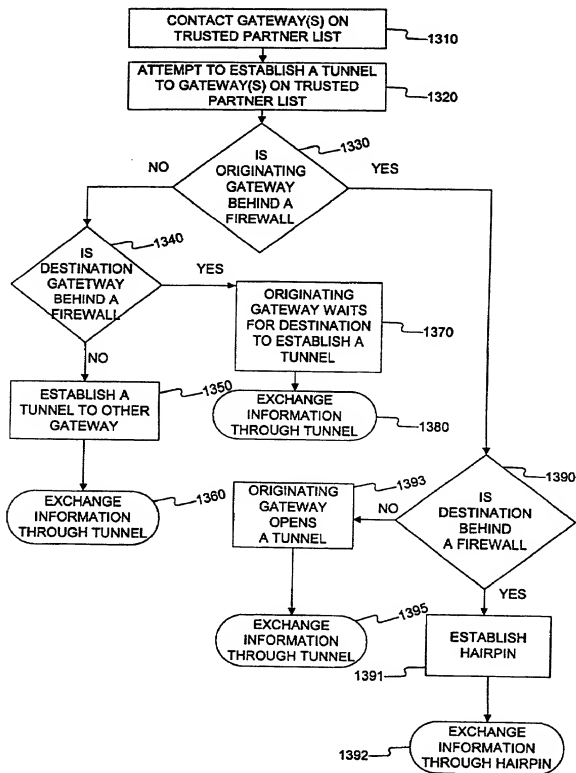 CONTACT GATEWAY(S) ON
TRUSTED PARTNER LIST
1310
ATTEMPT TO ESTABLISH A TUNNEL
TO GATEWAY(S) ON TRUSTED
PARTNER LIST
1320
1330
NO
YES
IS
ORIGINATING
GATEWAY
BEHIND A
FIREWALL
1340
IS
DESTINATION
GATETWAY
BEHIND A
FIREWALL
YES
NO
ORIGINATING
GATEWAY WAITS
FOR DESTINATION
TO ESTABLISH A
TUNNEL
1370
1350
ESTABLISH A
TUNNEL TO OTHER
GATEWAY
EXCHANGE
INFORMATION
THROUGH TUNNEL
1380
1360
EXCHANGE
INFORMATION
THROUGH TUNNEL
1393
ORIGINATING
GATEWAY
OPENS
A TUNNEL
NO
1390
IS
DESTINATION
BEHIND
A FIREWALL
YES
1395
EXCHANGE
INFORMATION
THROUGH TUNNEL
ESTABLISH
HAIRPIN
1391
EXCHANGE
INFORMATION
THROUGH HAIRPIN
1392